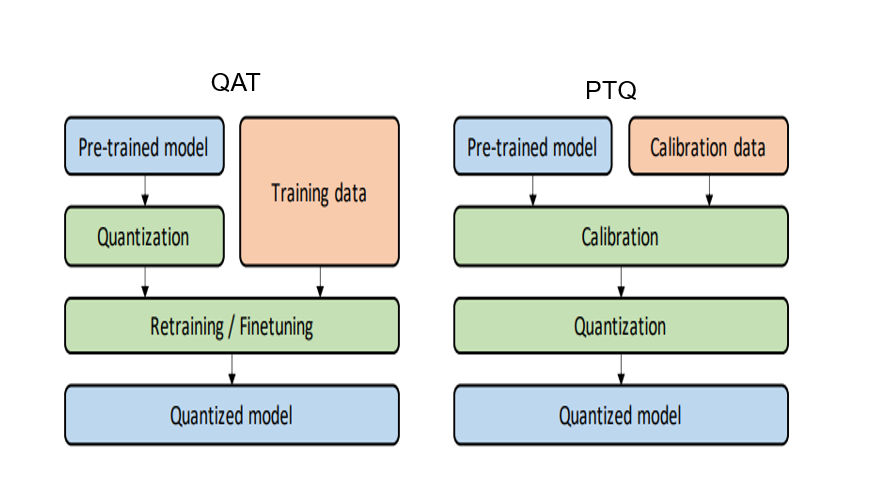 QAT
Pre-trained model
Training data
Quantization
Retraining / Finetuning
Quantized model
PTQ
Pre-trained model
Calibration data
Calibration
Quantization
Quantized model